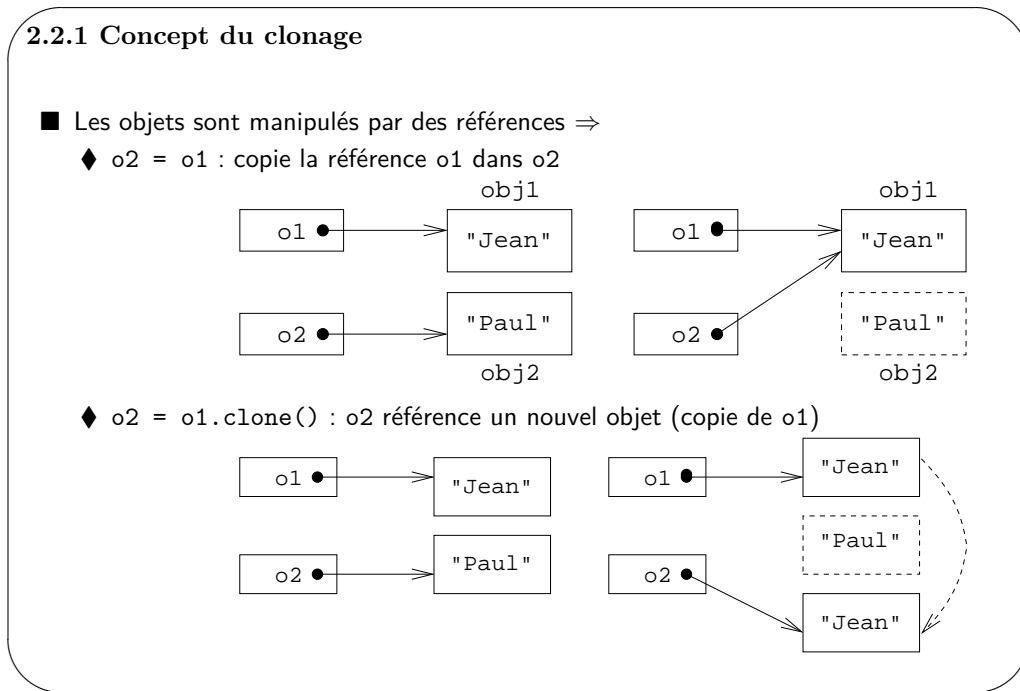 2.2.1 Concept du clonage
■ Les objets sont manipulés par des références ⇒
♦ o2 = o1 : copie la référence o1 dans o2
obj1 obj1
o1 "Jean" o1 "Jean"
o2 "Paul" o2 "Paul"
obj2 obj2
♦ o2 = o1.clone() : o2 référence un nouvel objet (copie de o1)
o1 "Jean" o1 "Jean"
"Paul"
o2 "Paul" o2
"Jean"